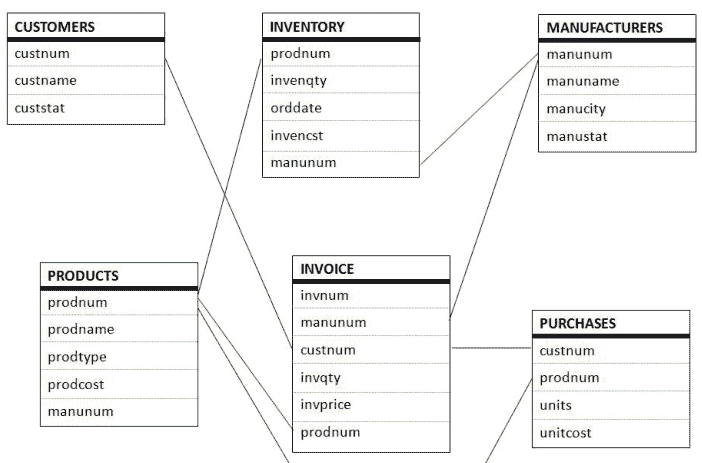 CUSTOMERS
custnum
custname
custstat
INVENTORY
prodnum
invenqty
orddate
invencst
manunum
MANUFACTURERS
manunum
manuname
manucity
manustat
PRODUCTS
prodnum
prodname
prodtype
prodcost
manunum
INVOICE
invnum
manunum
custnum
invqty
invprice
prodnum
PURCHASES
custnum
prodnum
units
unitcost